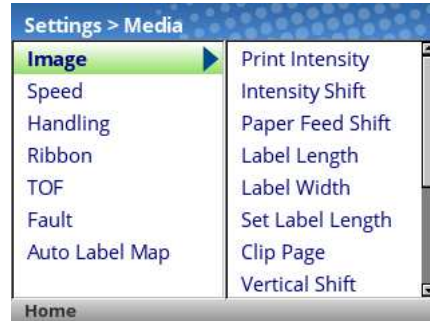 Settings > Media
Image
Speed
Handling
Ribbon
TOF
Fault
Auto Label Map
Print Intensity
Intensity Shift
Paper Feed Shift
Label Length
Label Width
Set Label Length
Clip Page
Vertical Shift
Home